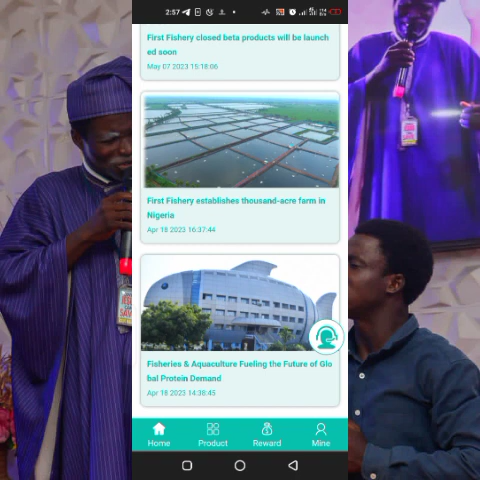 2:57
First Fishery closed beta products will be launch
ed soon
May 07 2023 15:18:06
First Fishery establishes thousand-acre farm in
Nigeria
Apr 18 2023 16:37:44
Fisheries & Aquaculture Fueling the Future of Glo
bal Protein Demand
Apr 18 2023 14:38:45
Home
Product
Reward
Mine
JESUS
SAVES